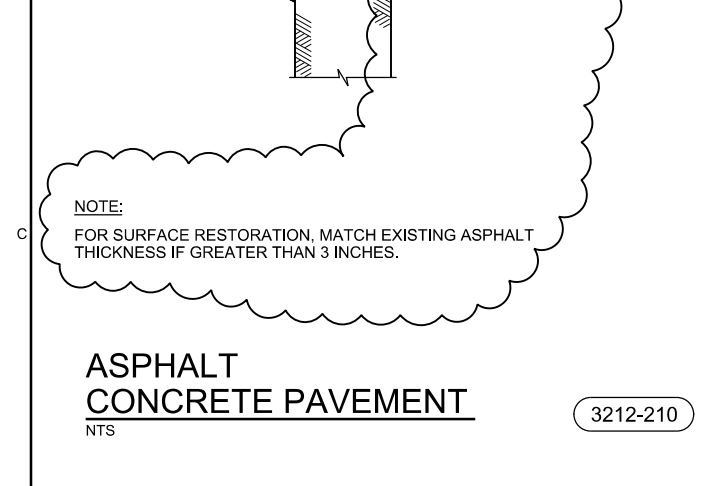 NOTE:
C
FOR SURFACE RESTORATION, MATCH EXISTING ASPHALT
THICKNESS IF GREATER THAN 3 INCHES.
ASPHALT
CONCRETE PAVEMENT
NTS
3212-210